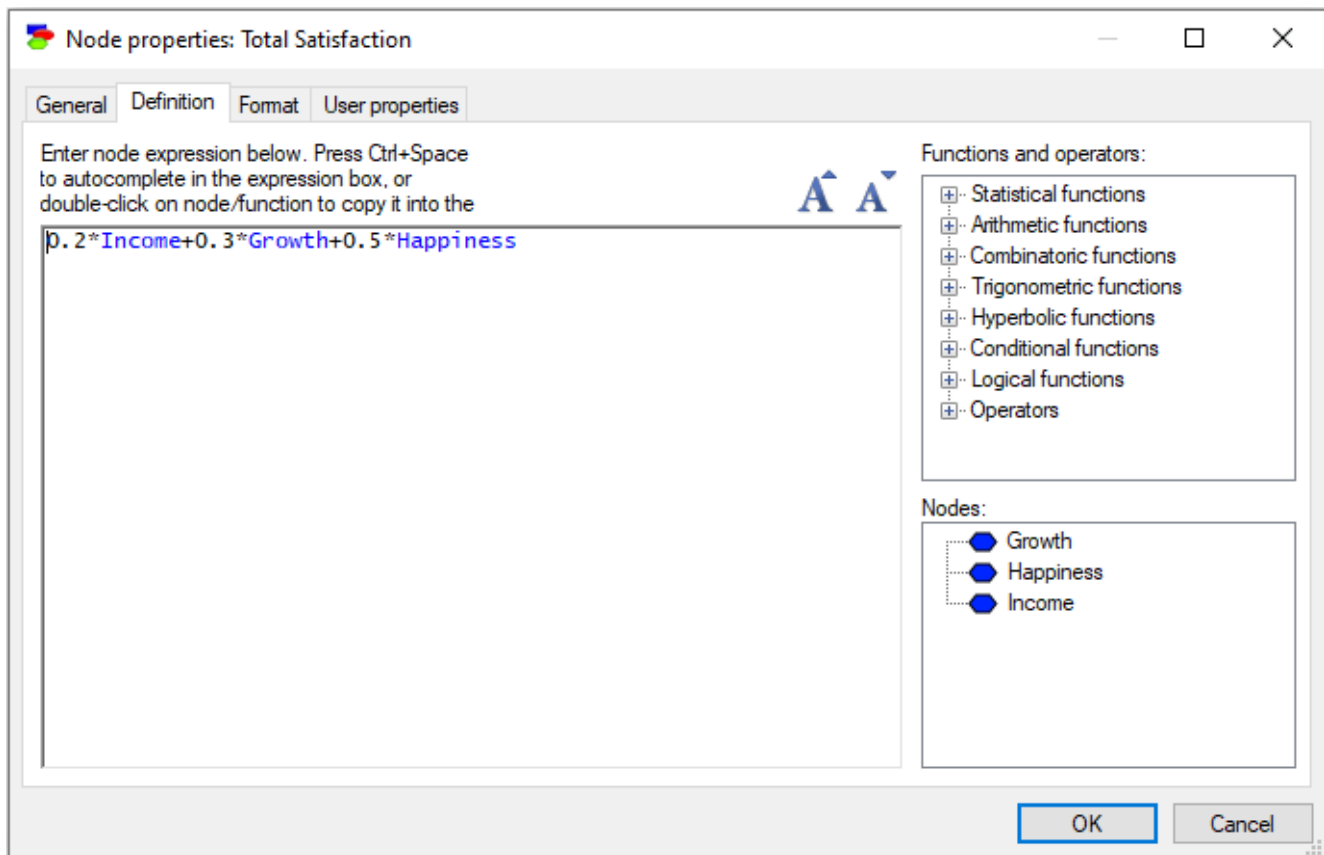 Node properties: Total Satisfaction
General Definition Format User properties
Enter node expression below. Press Ctrl+Space
to autocomplete in the expression box, or
double-click on node/function to copy it into the
A A
0.2*Income+0.3*Growth+0.5*Happiness
Functions and operators:
Statistical functions
Arithmetic functions
Combinatoric functions
Trigonometric functions
Hyperbolic functions
Conditional functions
Logical functions
Operators
Nodes:
Growth
Happiness
Income
OK Cancel